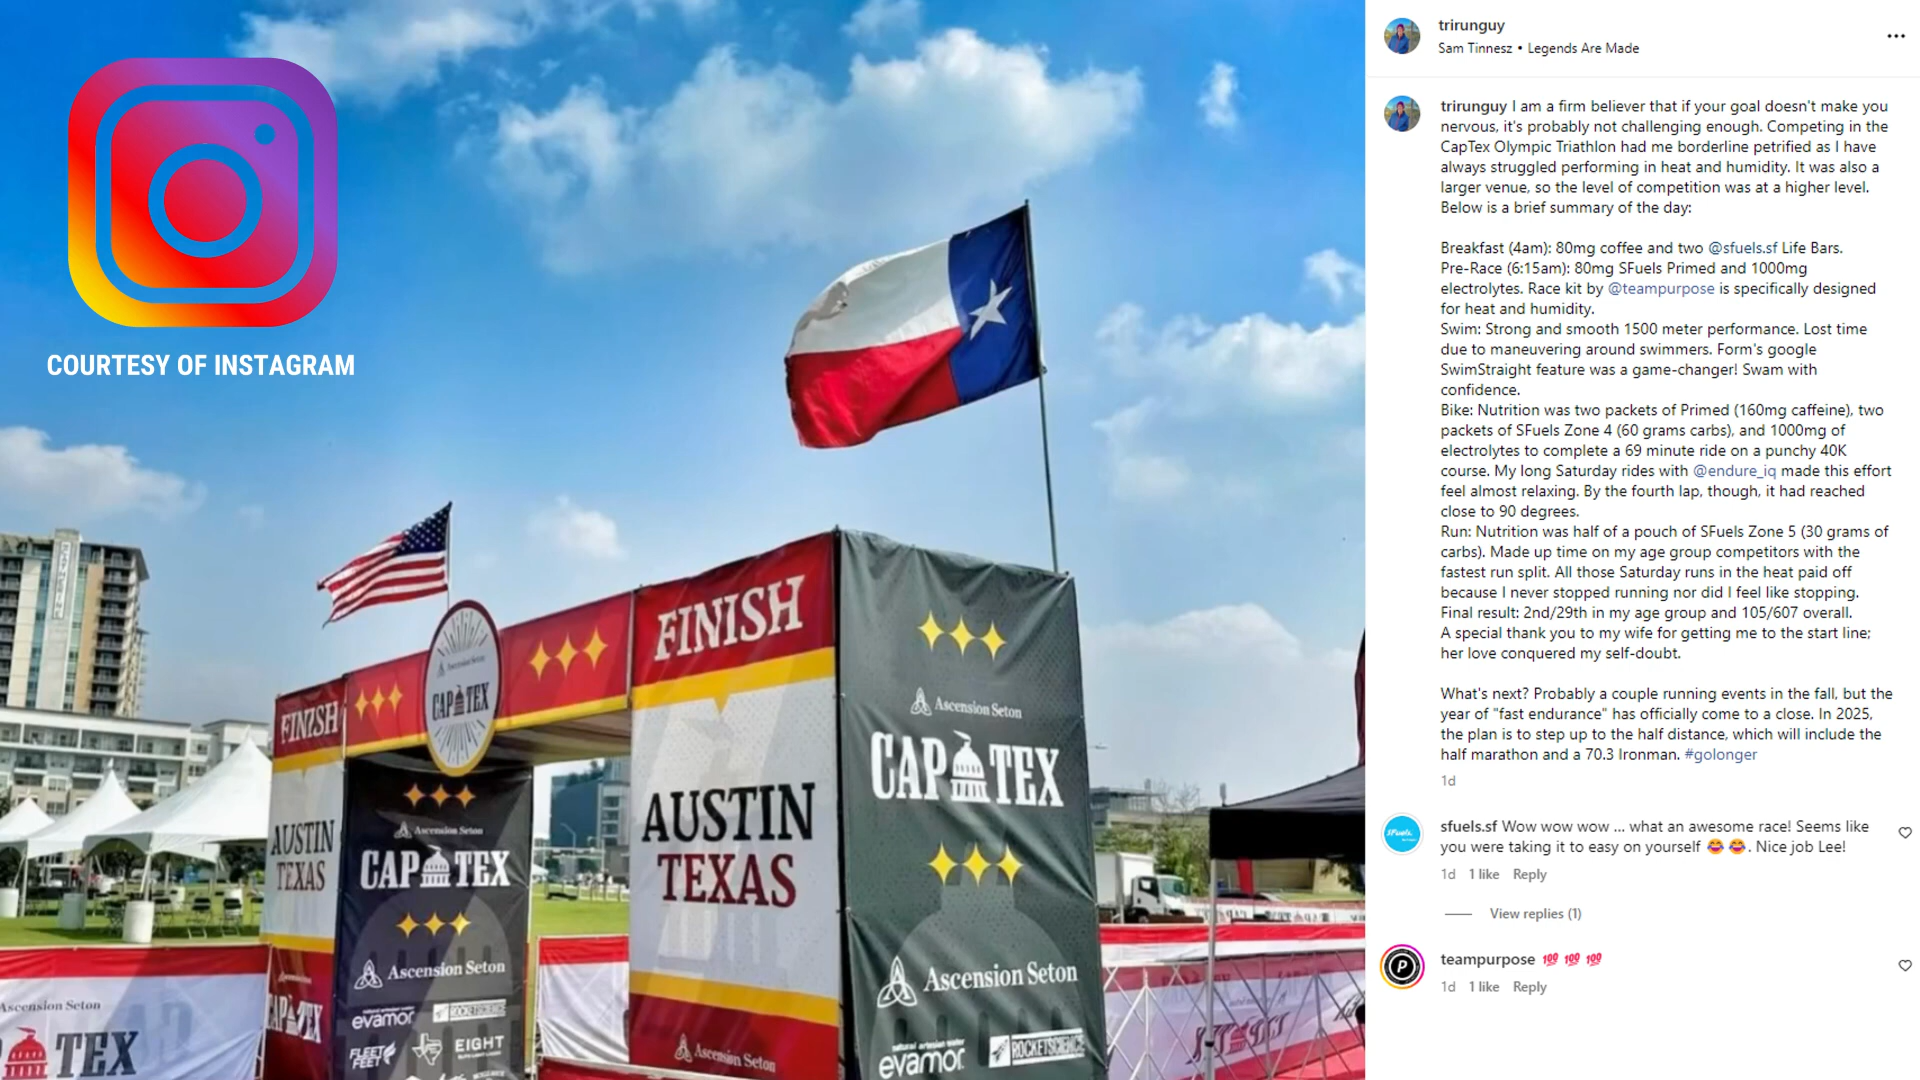 COURTESY OF INSTAGRAM
FINISH
FINISH
Ascension Seton
CAP TEX
Ascension Seton
CAP TEX
AUSTIN
TEXAS
Ascension Seton
CAP TEX
AUSTIN
TEXAS
Ascension Seton
Ascension Seton
CAP TEX
Ascension Seton
TEX
evamor
ROCKETSCIENCE
FLEET FEET
EIGHT
Ascension Seton
natural artesian water
evamor
ROCKETSCIENCE
trirunguy
Sam Tinnesz • Legends Are Made
trirunguy I am a firm believer that if your goal doesn't make you
nervous, it's probably not challenging enough. Competing in the
CapTex Olympic Triathlon had me borderline petrified as I have
always struggled performing in heat and humidity. It was also a
larger venue, so the level of competition was at a higher level.
Below is a brief summary of the day:
Breakfast (4am): 80mg coffee and two @sfuels.sf Life Bars.
Pre-Race (6:15am): 80mg SFuels Primed and 1000mg
electrolytes. Race kit by @teampurpose is specifically designed
for heat and humidity.
Swim: Strong and smooth 1500 meter performance. Lost time
due to maneuvering around swimmers. Form's google
SwimStraight feature was a game-changer! Swam with
confidence.
Bike: Nutrition was two packets of Primed (160mg caffeine), two
packets of SFuels Zone 4 (60 grams carbs), and 1000mg of
electrolytes to complete a 69 minute ride on a punchy 40K
course. My long Saturday rides with @endure_iq made this effort
feel almost relaxing. By the fourth lap, though, it had reached
close to 90 degrees.
Run: Nutrition was half of a pouch of SFuels Zone 5 (30 grams of
carbs). Made up time on my age group competitors with the
fastest run split. All those Saturday runs in the heat paid off
because I never stopped running nor did I feel like stopping.
Final result: 2nd/29th in my age group and 105/607 overall.
A special thank you to my wife for getting me to the start line;
her love conquered my self-doubt.
What's next? Probably a couple running events in the fall, but the
year of "fast endurance" has officially come to a close. In 2025,
the plan is to step up to the half distance, which will include the
half marathon and a 70.3 Ironman. #golonger
1d
sfuels.sf Wow wow wow ... what an awesome race! Seems like
you were taking it to easy on yourself 😂 😂. Nice job Lee!
1d 1 like Reply
View replies (1)
teampurpose 💯 💯 💯
1d 1 like Reply